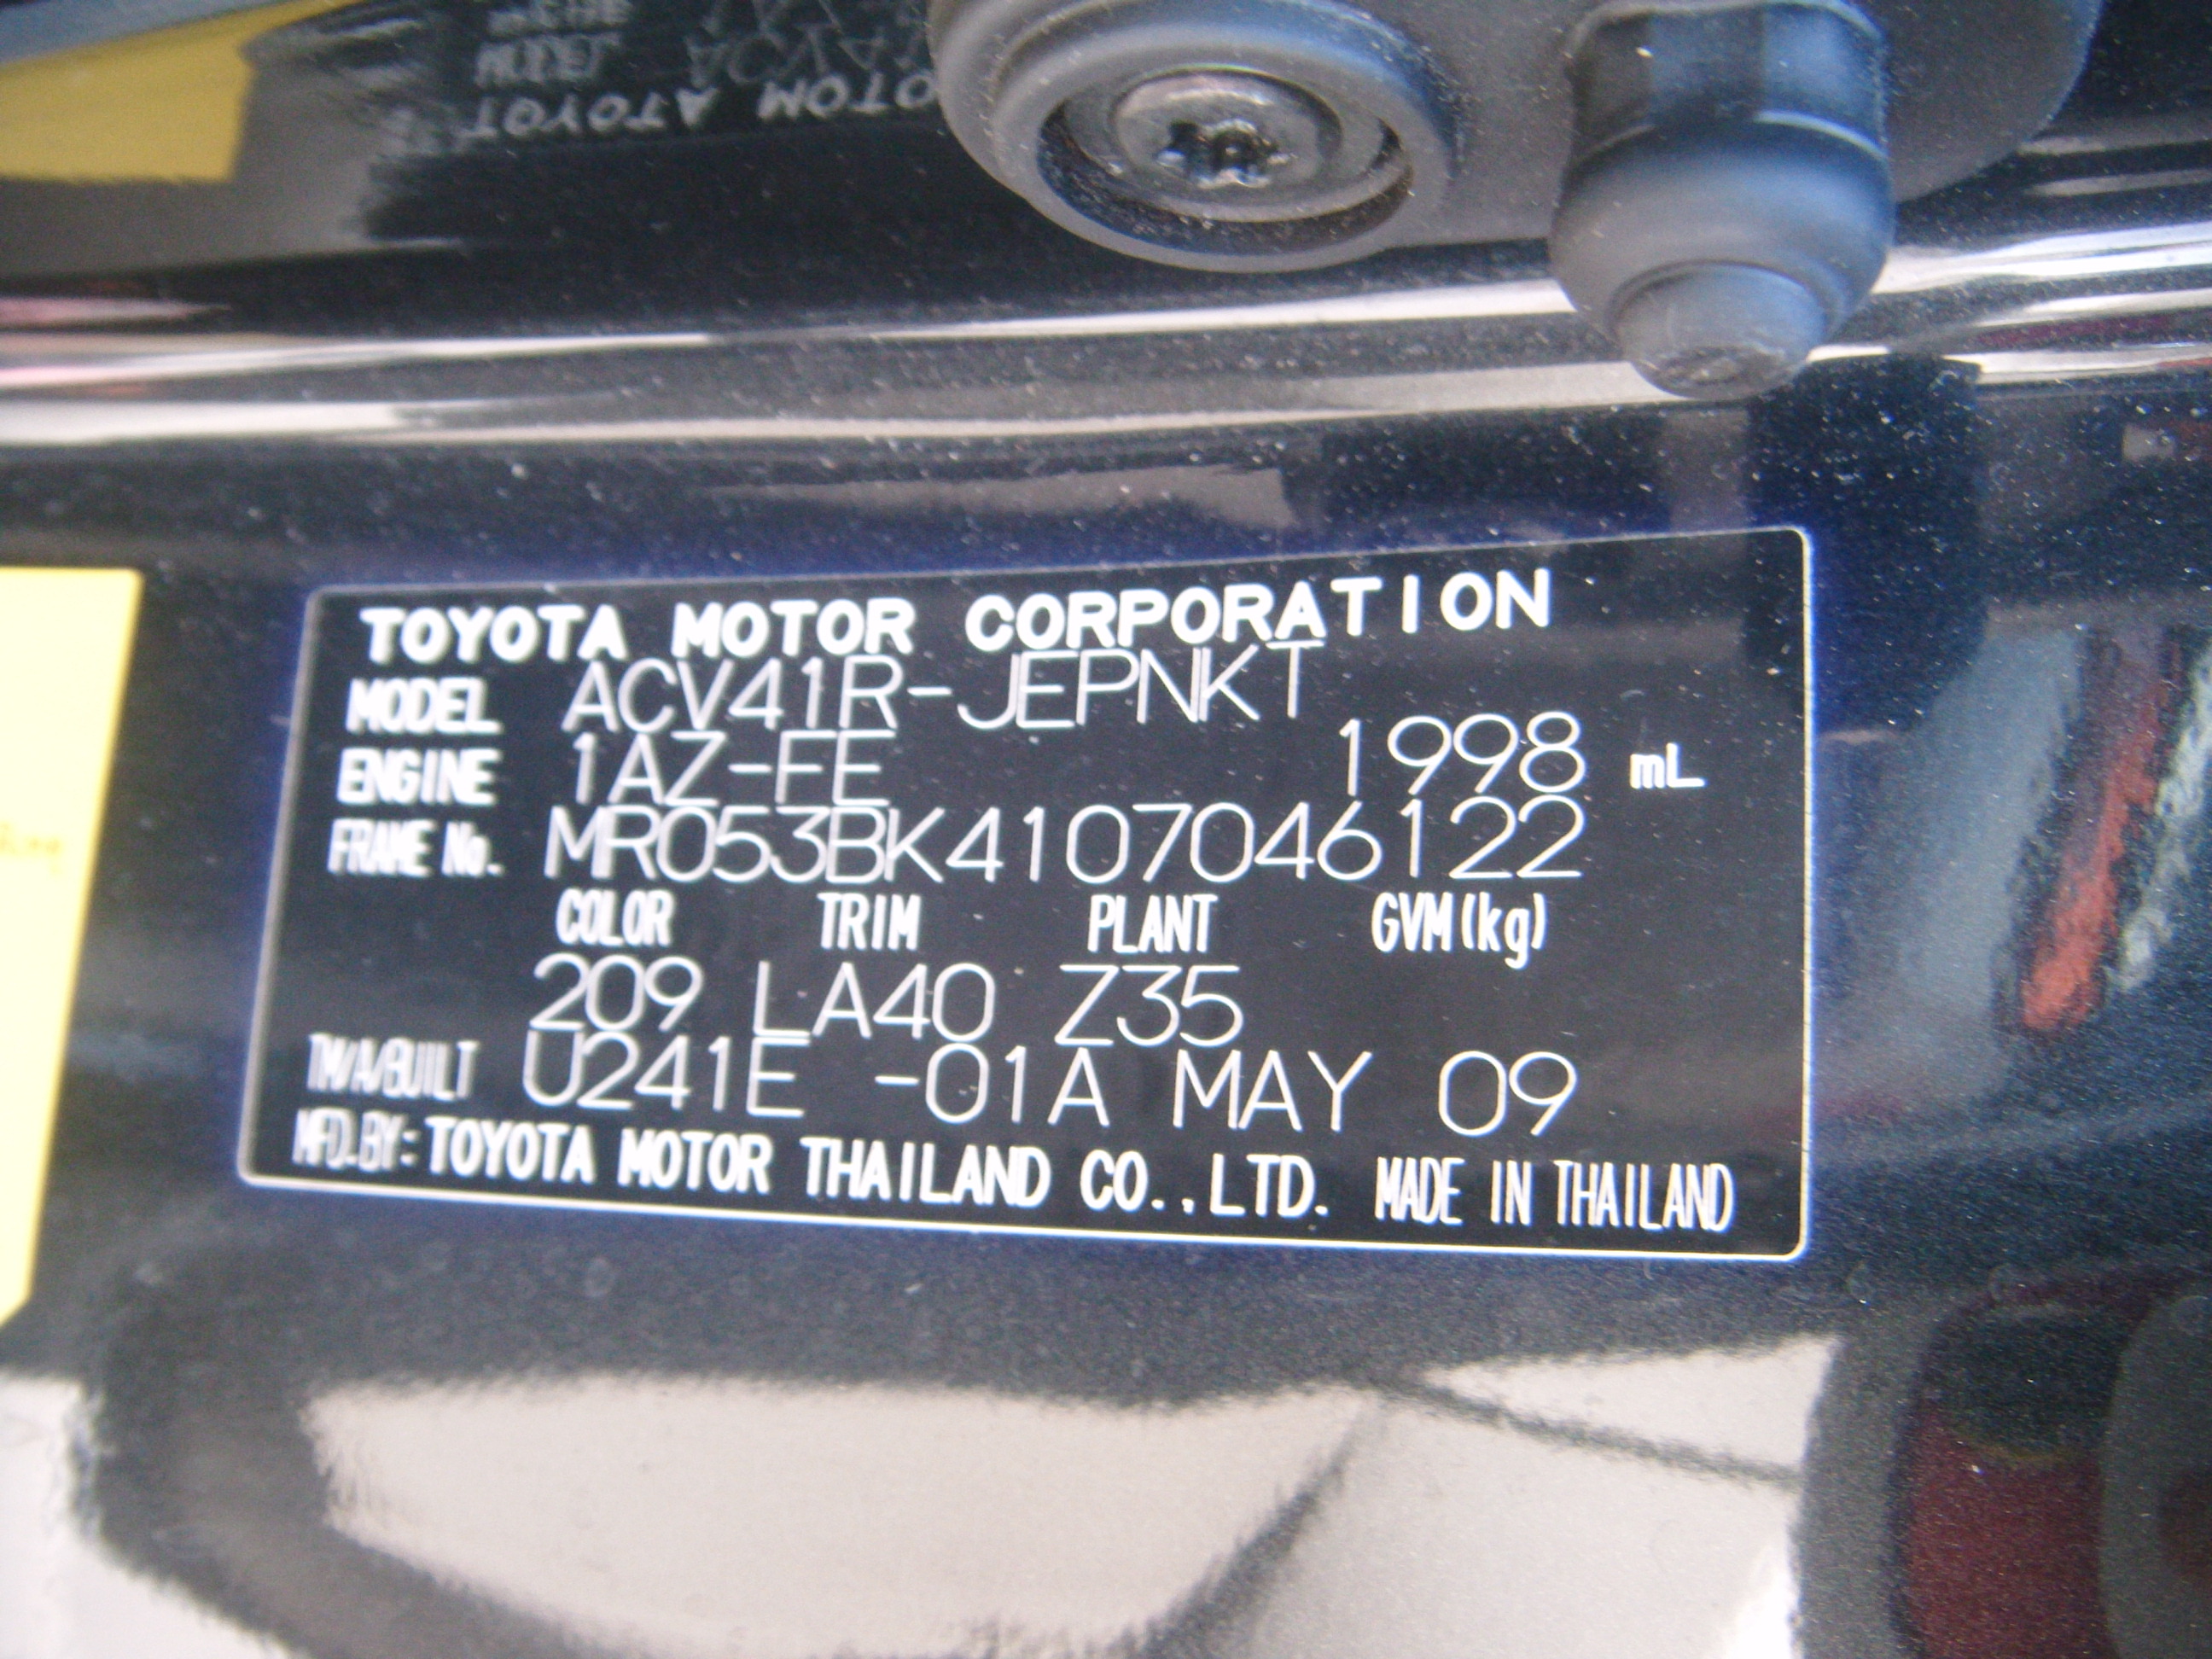 TOYOTA MOTOR CORPORATION
MODEL ACV41R-JEPNKT
ENGINE 1AZ-FE 1998 mL
FRAME No. MR053BK4107046122
COLOR TRIM PLANT GVM(kg)
209 LA40 Z35
TM/A/BUILT U241E -01A MAY 09
MFD.BY: TOYOTA MOTOR THAILAND CO.,LTD. MADE IN THAILAND